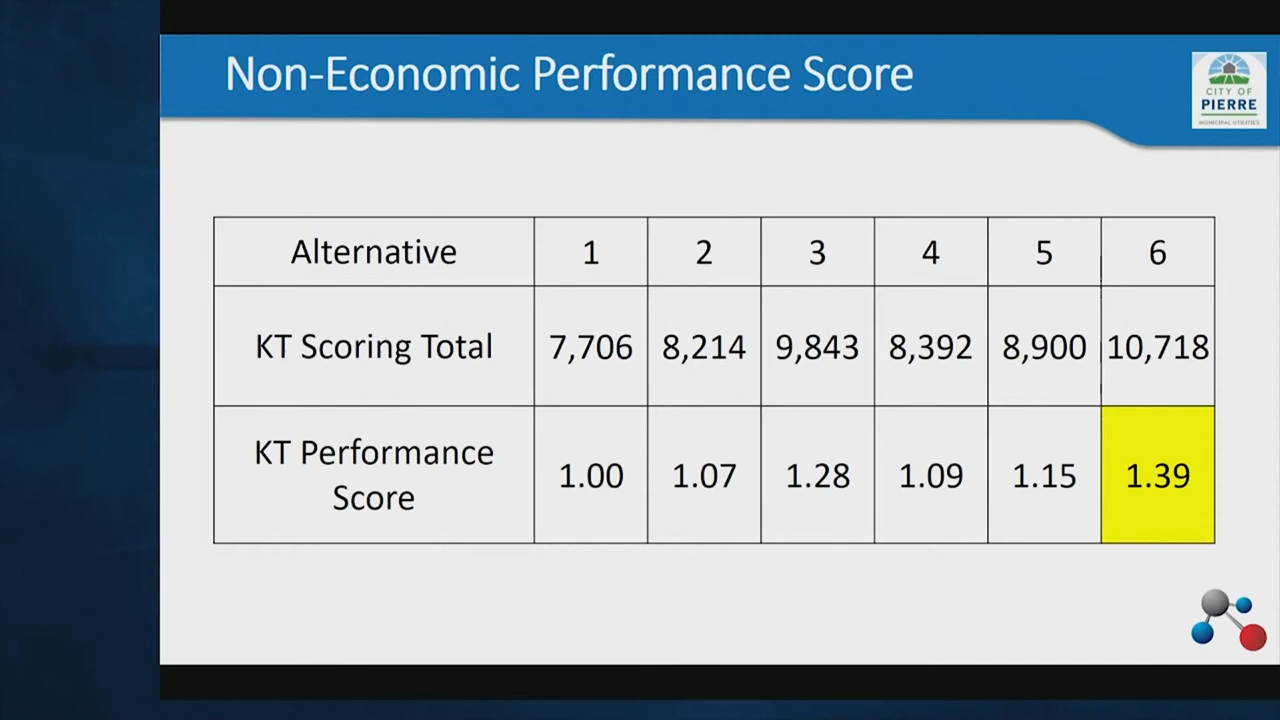 Non-Economic Performance Score
CITY OF
PIERRE
MUNICIPAL UTILITIES
Alternative 1 2 3 4 5 6
KT Scoring Total 7,706 8,214 9,843 8,392 8,900 10,718
KT Performance
Score 1.00 1.07 1.28 1.09 1.15 1.39